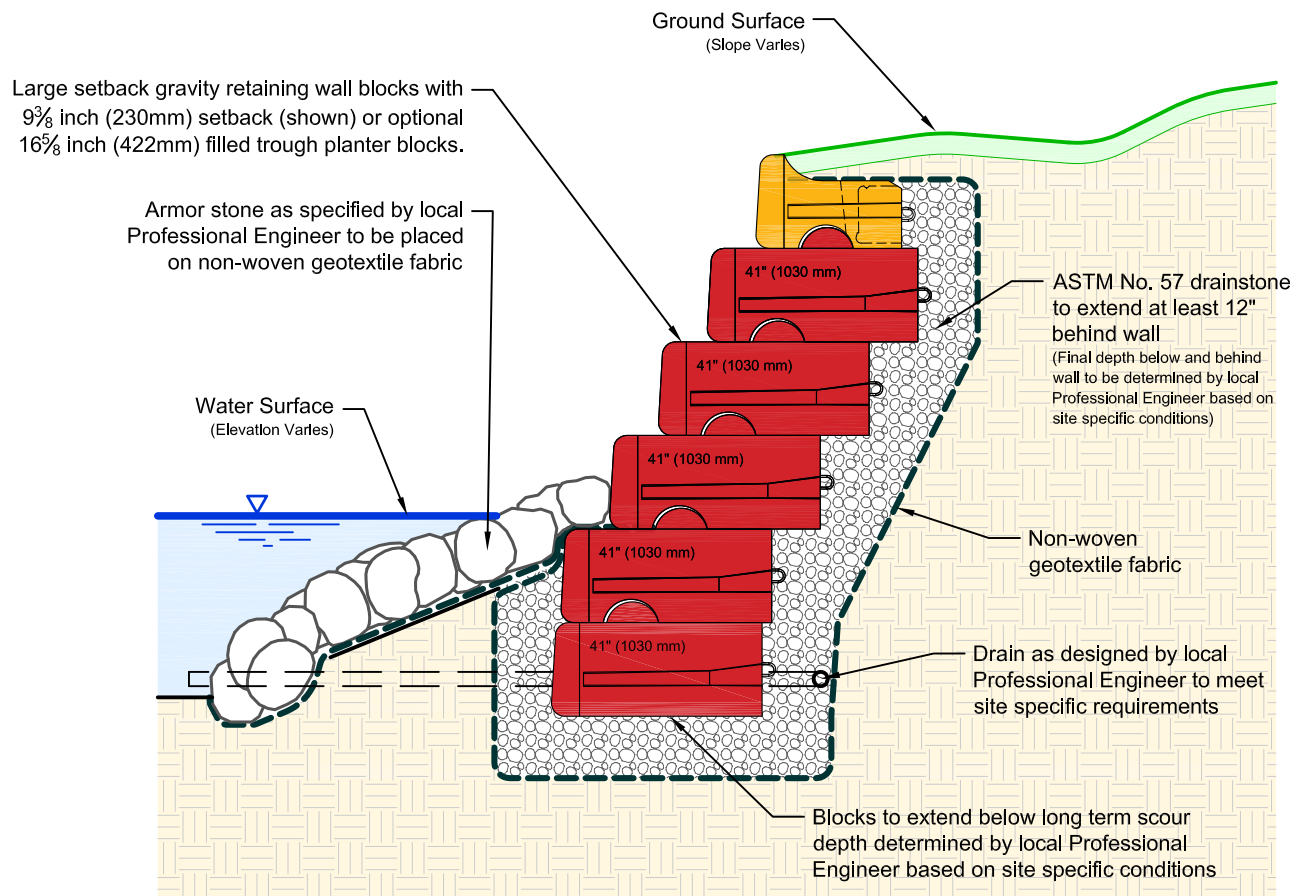 Ground Surface
(Slope Varies)
Large setback gravity retaining wall blocks with
9⅜ inch (230mm) setback (shown) or optional
16⅝ inch (422mm) filled trough planter blocks.
Armor stone as specified by local
Professional Engineer to be placed
on non-woven geotextile fabric
41" (1030 mm)
ASTM No. 57 drainstone
to extend at least 12"
behind wall
(Final depth below and behind
wall to be determined by local
Professional Engineer based on
site specific conditions)
41" (1030 mm)
Water Surface
(Elevation Varies)
41" (1030 mm)
Non-woven
geotextile fabric
41" (1030 mm)
41" (1030 mm)
Drain as designed by local
Professional Engineer to meet
site specific requirements
Blocks to extend below long term scour
depth determined by local Professional
Engineer based on site specific conditions